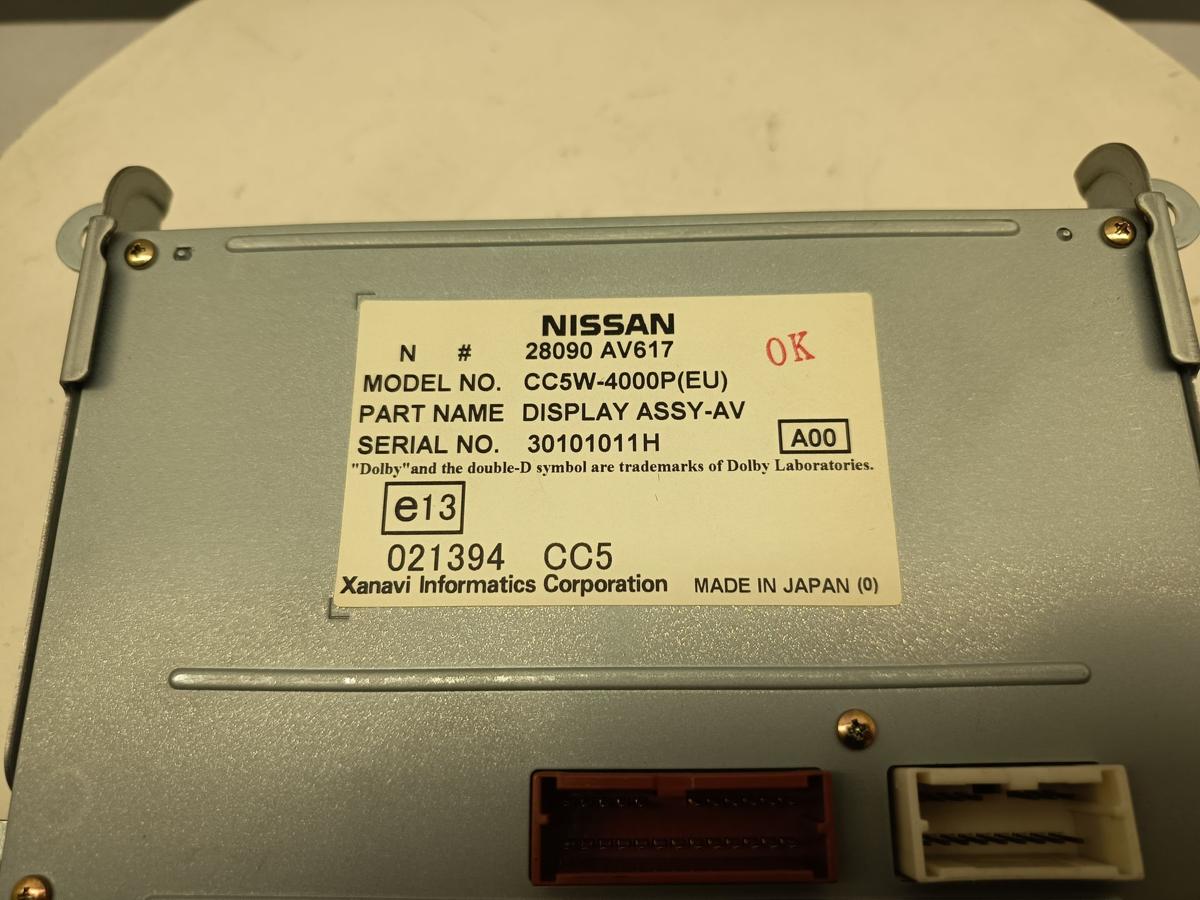 NISSAN
N # 28090 AV617
OK
MODEL NO. CC5W-4000P(EU)
PART NAME DISPLAY ASSY-AV
SERIAL NO. 30101011H
A00
"Dolby"and the double-D symbol are trademarks of Dolby Laboratories.
e13
021394 CC5
Xanavi Informatics Corporation MADE IN JAPAN (0)